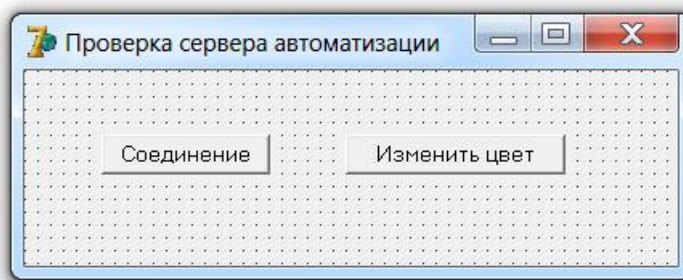 Проверка сервера автоматизации
Соединение
Изменить цвет